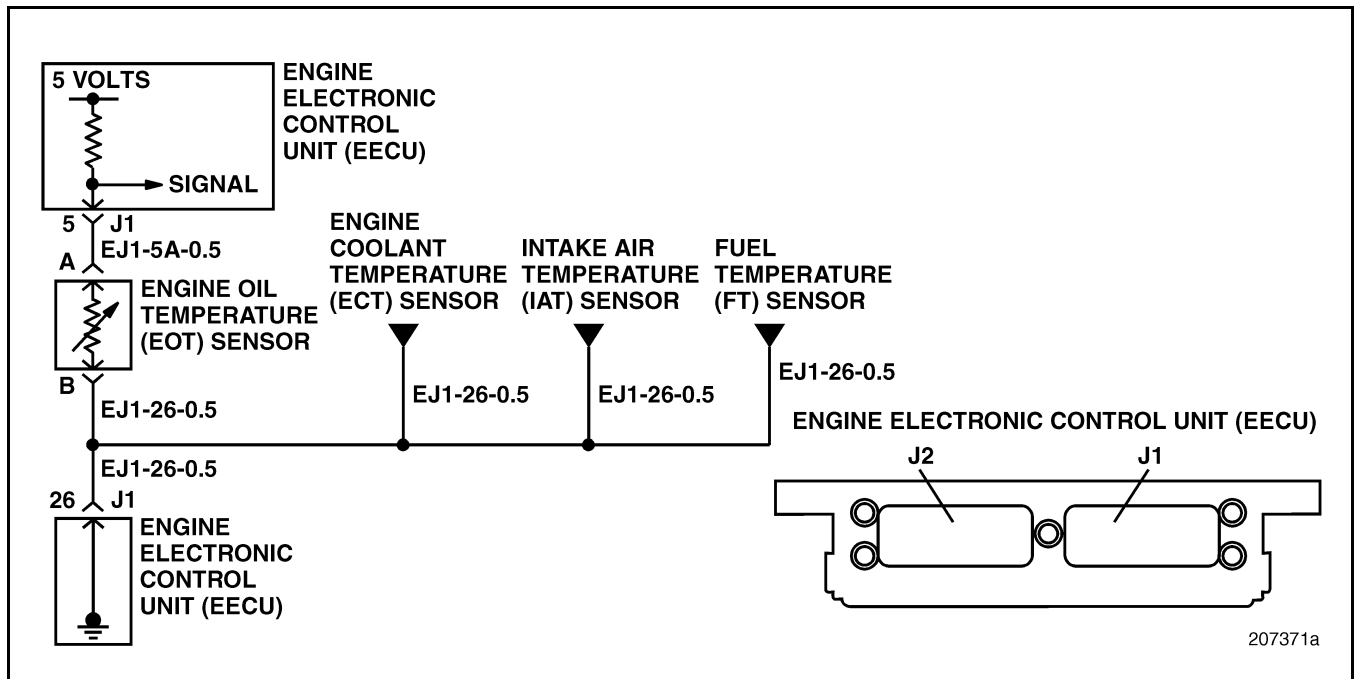 5 VOLTS
SIGNAL
ENGINE
ELECTRONIC
CONTROL
UNIT (EECU)
5 J1
EJ1-5A-0.5
A
ENGINE OIL
TEMPERATURE
(EOT) SENSOR
B
EJ1-26-0.5
ENGINE
COOLANT
TEMPERATURE
(ECT) SENSOR
EJ1-26-0.5
INTAKE AIR
TEMPERATURE
(IAT) SENSOR
EJ1-26-0.5
FUEL
TEMPERATURE
(FT) SENSOR
EJ1-26-0.5
EJ1-26-0.5
26 J1
ENGINE
ELECTRONIC
CONTROL
UNIT (EECU)
ENGINE ELECTRONIC CONTROL UNIT (EECU)
J2 J1
207371a